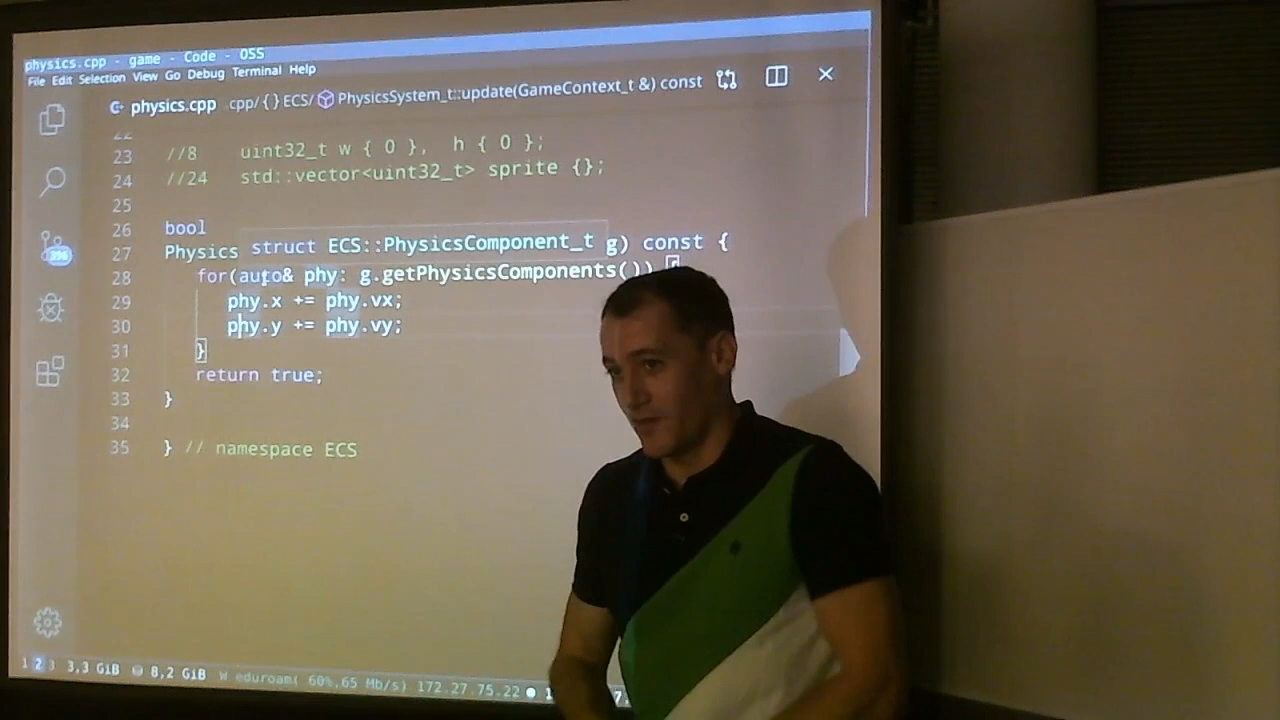 physics.cpp - game - Code - OSS
File Edit Selection View Go Debug Terminal Help
physics.cpp cpp/ {} ECS/ PhysicsSystem_t::update(GameContext_t &) const
22
23 //8 uint32_t w { 0 }, h { 0 };
24 //24 std::vector<uint32_t> sprite {};
25
26 bool
27 Physics struct ECS::PhysicsComponent_t g) const {
28 for(auto& phy: g.getPhysicsComponents()) {
396
29 phy.x += phy.vx;
30 phy.y += phy.vy;
31 }
32 return true;
33 }
34
35 } // namespace ECS
1 2 3 3,3 GiB 8,2 GiB W eduroam( 60%,65 Mb/s) 172.27.75.22